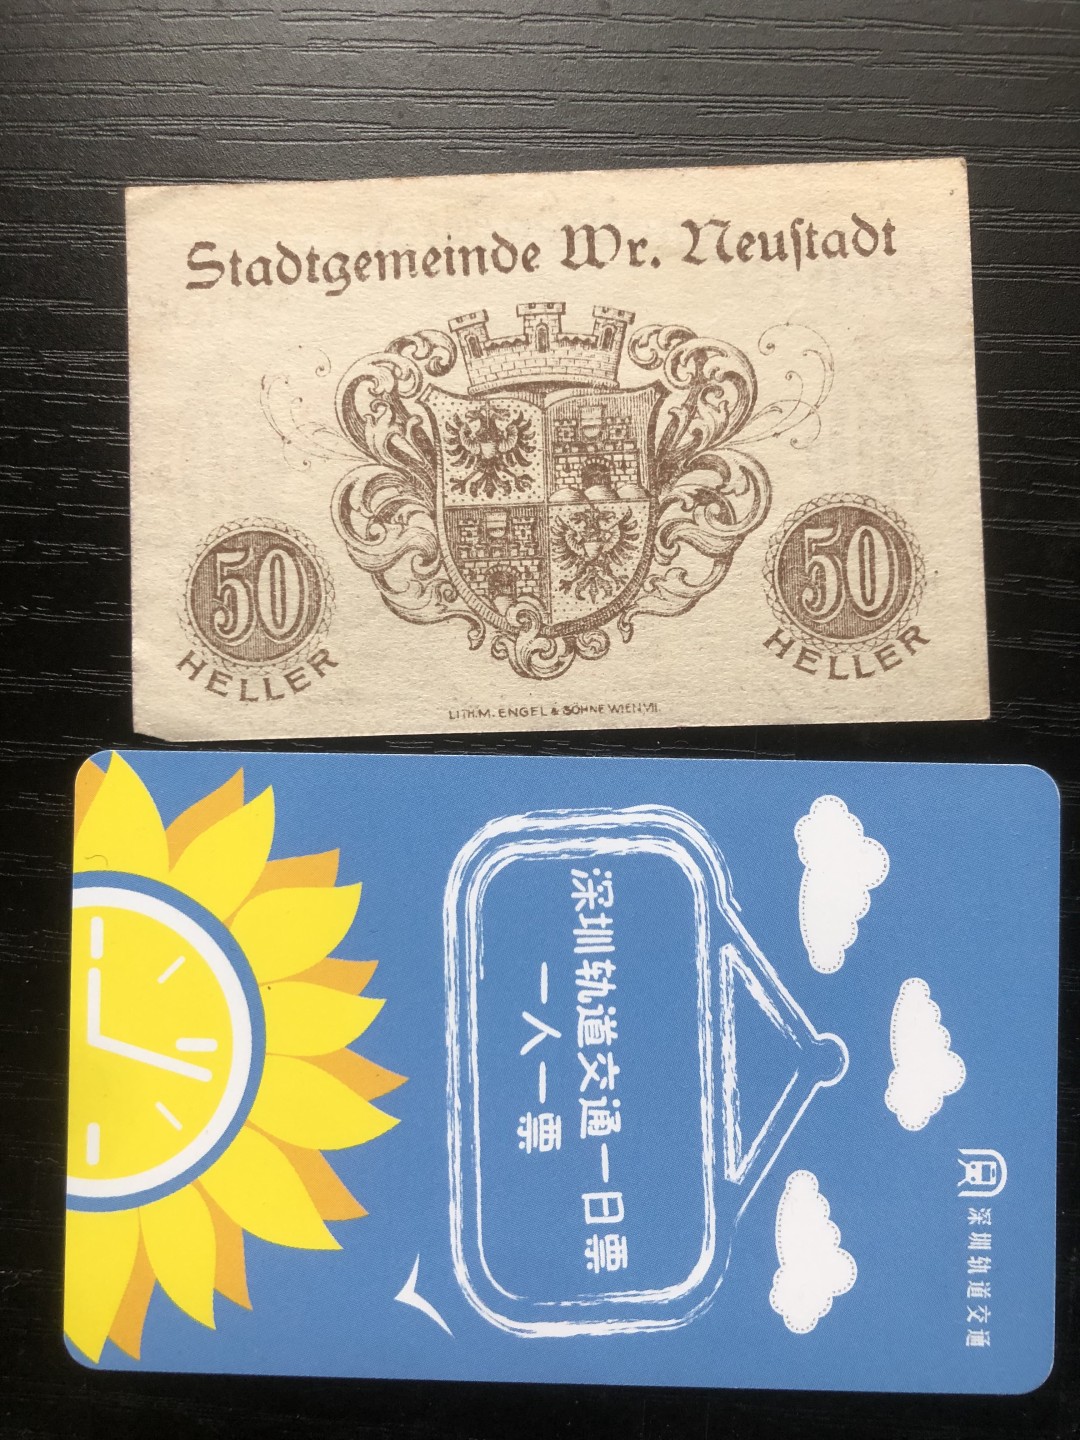 Stadtgemeinde Wr. Neustadt
50
HELLER
50
HELLER
LITH. M. ENGEL & SÖHNE WIEN VII.
深圳轨道交通一日票
一人一票
深圳轨道交通